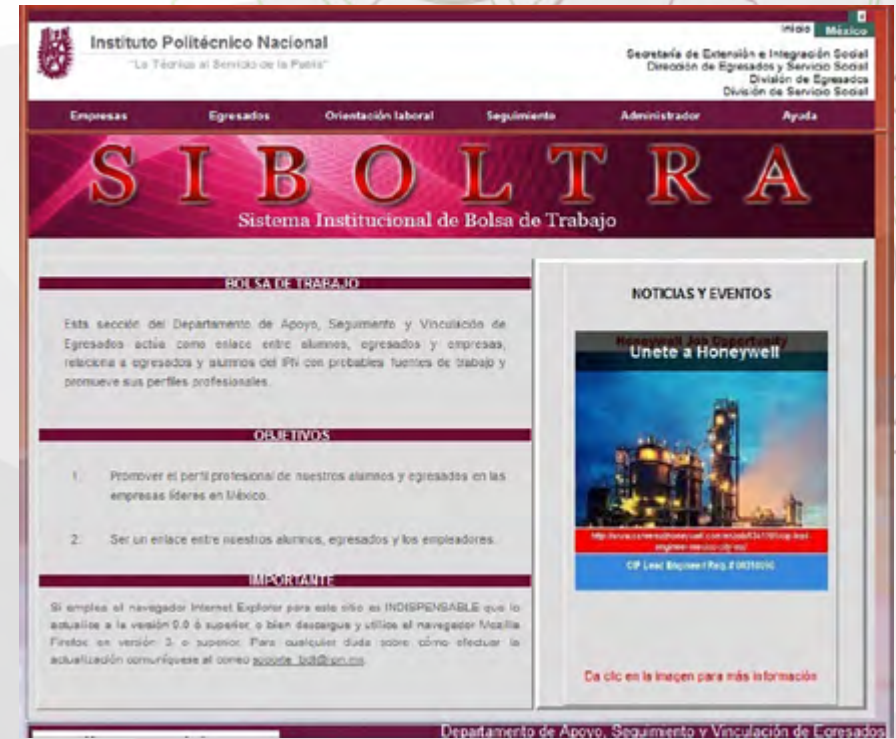 inicio México
Instituto Politécnico Nacional
"La Técnica al Servicio de la Patria"
Secretaría de Extensión e Integración Social
Dirección de Egresados y Servicio Social
División de Egresados
División de Servicio Social
Empresas Egresados Orientación laboral Seguimiento Administrador Ayuda
SIBOLTRA
Sistema Institucional de Bolsa de Trabajo
BOLSA DE TRABAJO
Esta sección del Departamento de Apoyo, Seguimiento y Vinculación de
Egresados actúa como enlace entre alumnos, egresados y empresas,
relaciona a egresados y alumnos del IPN con probables fuentes de trabajo y
promueve sus perfiles profesionales.
OBJETIVOS
1. Promover el perfil profesional de nuestros alumnos y egresados en las
empresas líderes en México.
2. Ser un enlace entre nuestros alumnos, egresados y los empleadores.
IMPORTANTE
Si emplea el navegador Internet Explorer para este sitio es INDISPENSABLE que lo
actualice a la versión 9.0 ó superior, o bien descargue y utilice el navegador Mozilla
Firefox en versión 3. o superior. Para cualquier duda sobre cómo efectuar la
actualización comuníquese al correo
NOTICIAS Y EVENTOS
Honeywell Job Opportunity
Unete a Honeywell
CIP Lead Engineer Req. #
Da clic en la imagen para más información
Departamento de Apoyo, Seguimiento y Vinculación de Egresados